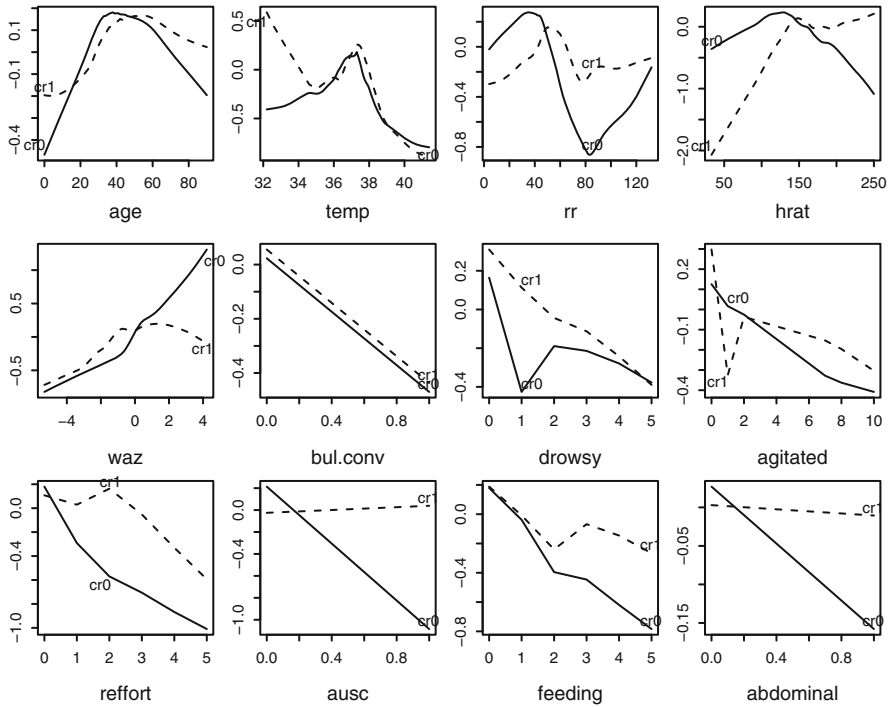 0.1
-0.1
-0.4
cr1
cr0
0 20 40 60 80
age
0.5
0.0
-0.5
cr1
cr0
32 34 36 38 40
temp
0.0
-0.4
-0.8
cr1
cr0
0 40 80 120
rr
0.0
-1.0
-2.0
cr0
cr1
50 150 250
hrat
0.5
-0.5
cr0
cr1
-4 0 2 4
waz
0.0
-0.2
-0.4
cr1
cr0
0.0 0.4 0.8
bul.conv
0.2
0.0
-0.4
cr1
cr0
0 1 2 3 4 5
drowsy
0.2
-0.1
-0.4
cr0
cr1
0 2 4 6 8 10
agitated
0.0
-0.4
-1.0
cr1
cr0
0 1 2 3 4 5
reffort
0.0
-0.4
-1.0
cr1
cr0
0.0 0.4 0.8
ausc
0.0
-0.4
-0.8
cr1
cr0
0 1 2 3 4 5
feeding
-0.05
-0.15
cr1
cr0
0.0 0.4 0.8
abdominal